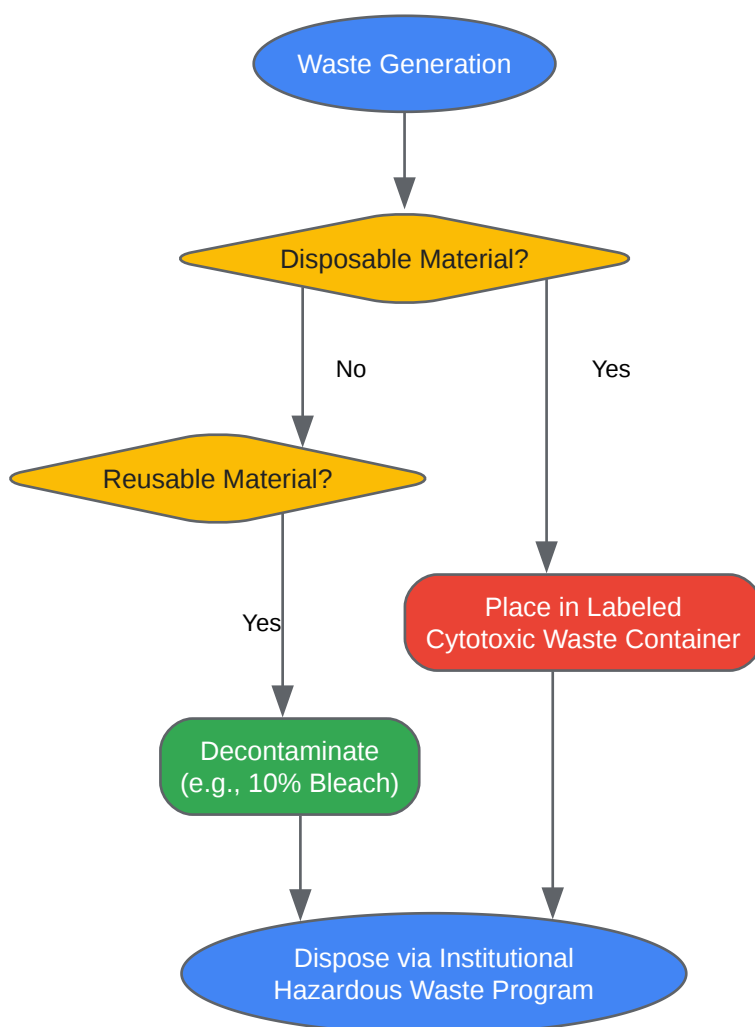 Waste Generation
Disposable Material?
No
Yes
Reusable Material?
Place in Labeled
Cytotoxic Waste Container
Yes
Decontaminate
(e.g., 10% Bleach)
Dispose via Institutional
Hazardous Waste Program